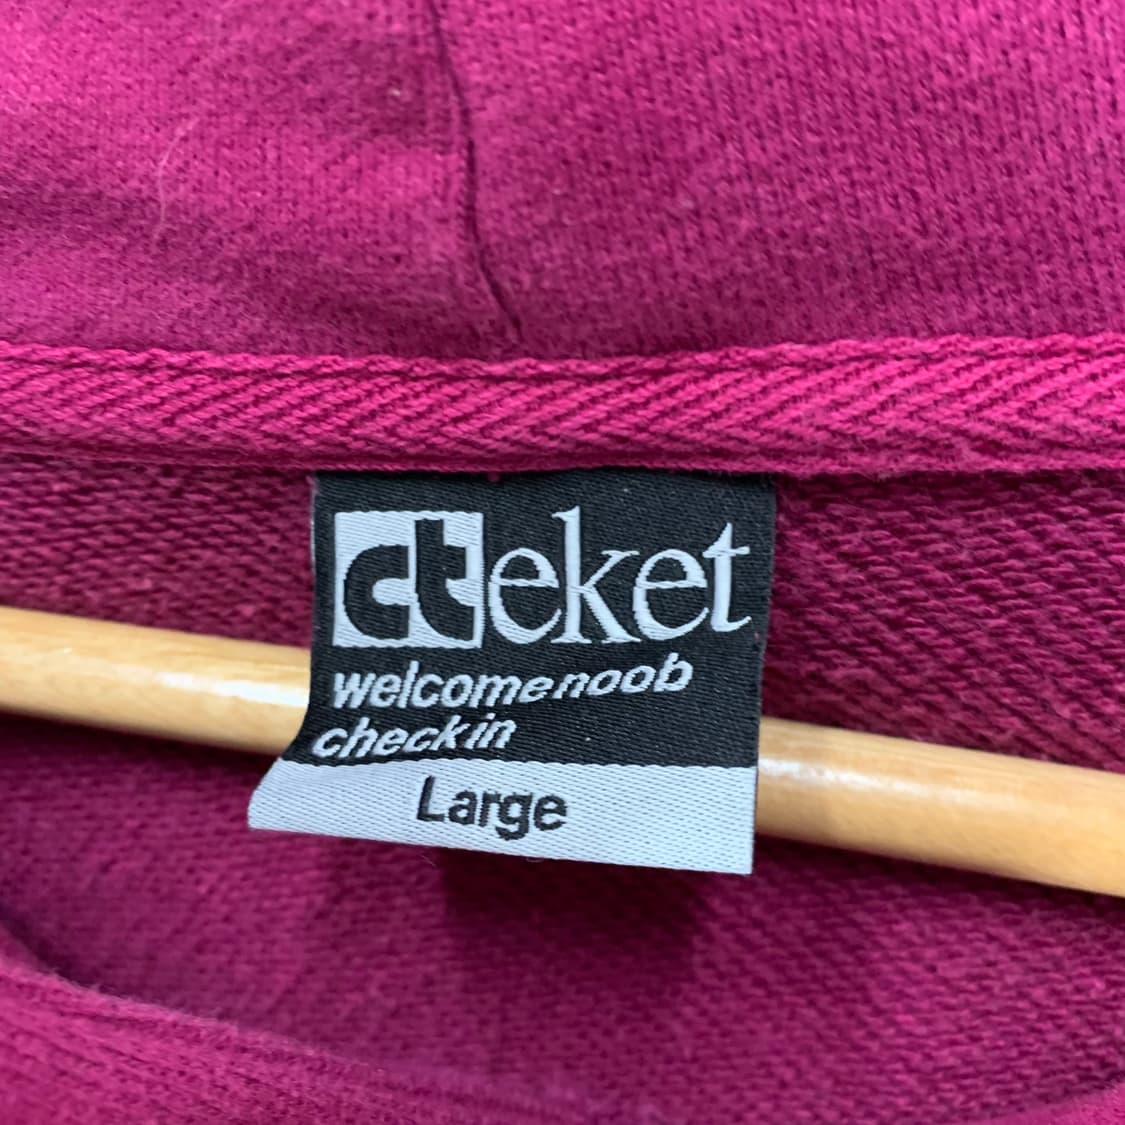 cteket
welcomenoob
checkin
Large